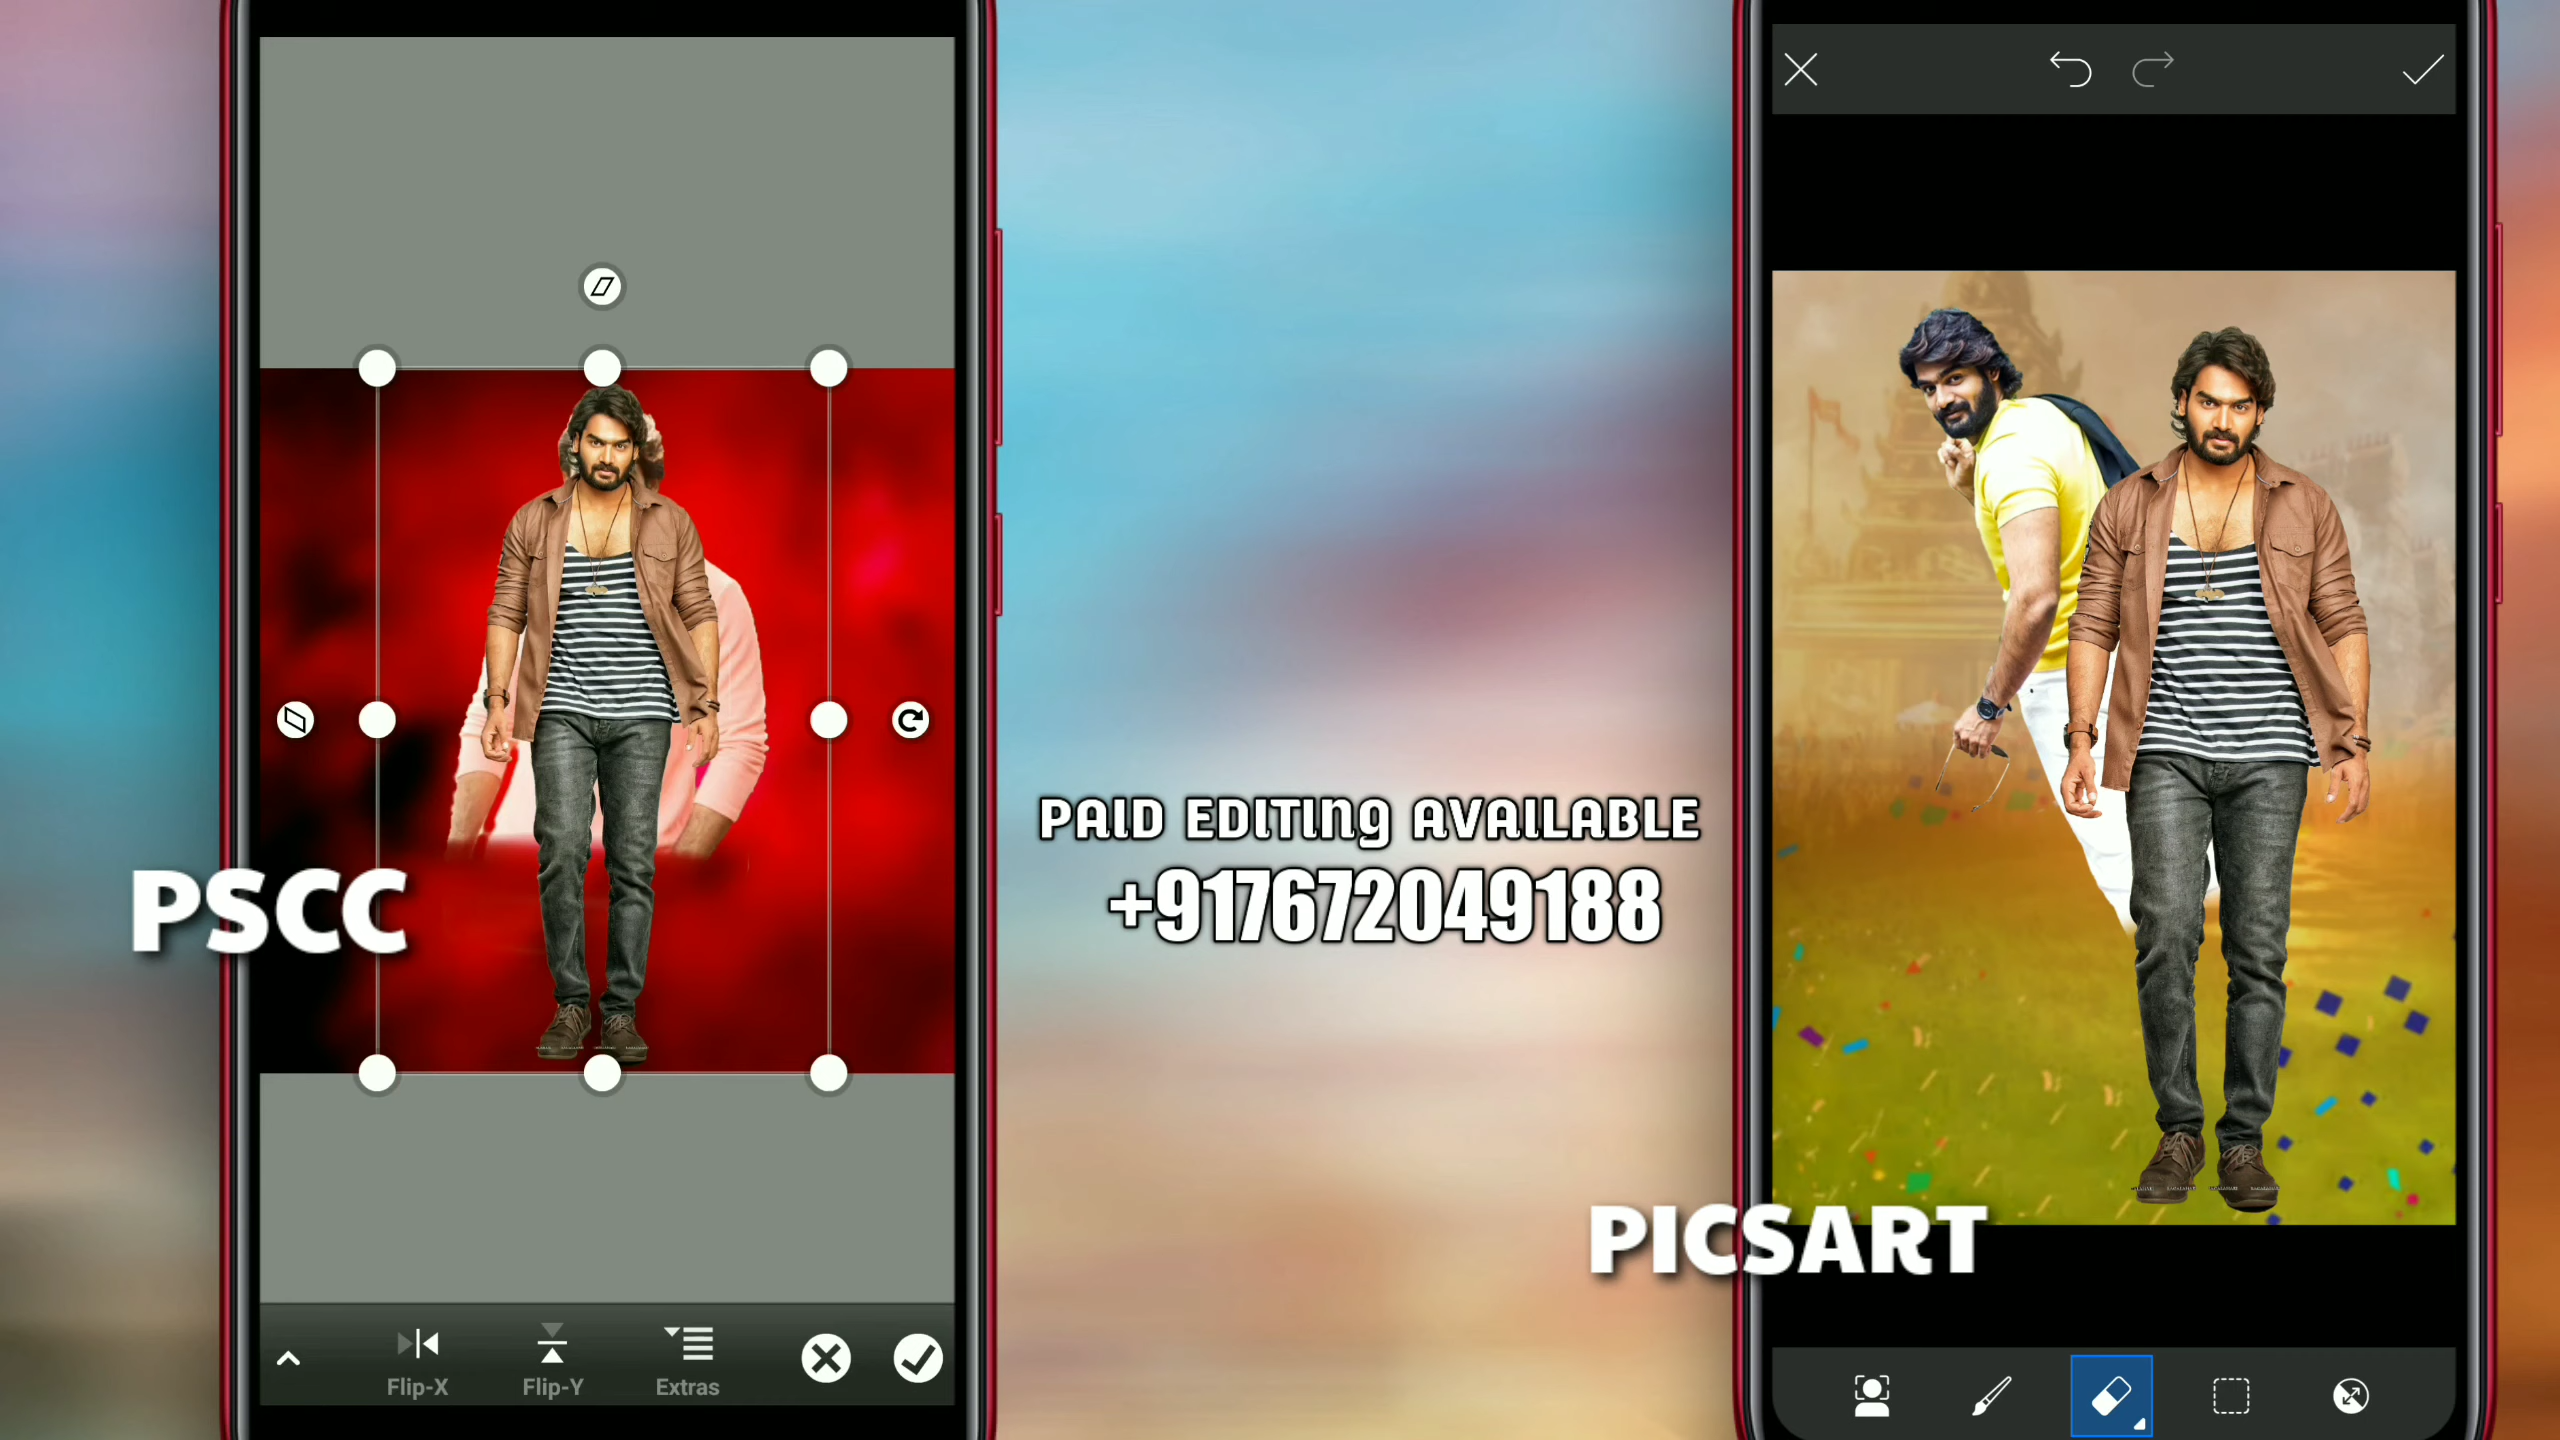 PAID EDITING AVAILABLE
+917672049188
PSCC
PICSART
Flip-X
Flip-Y
Extras